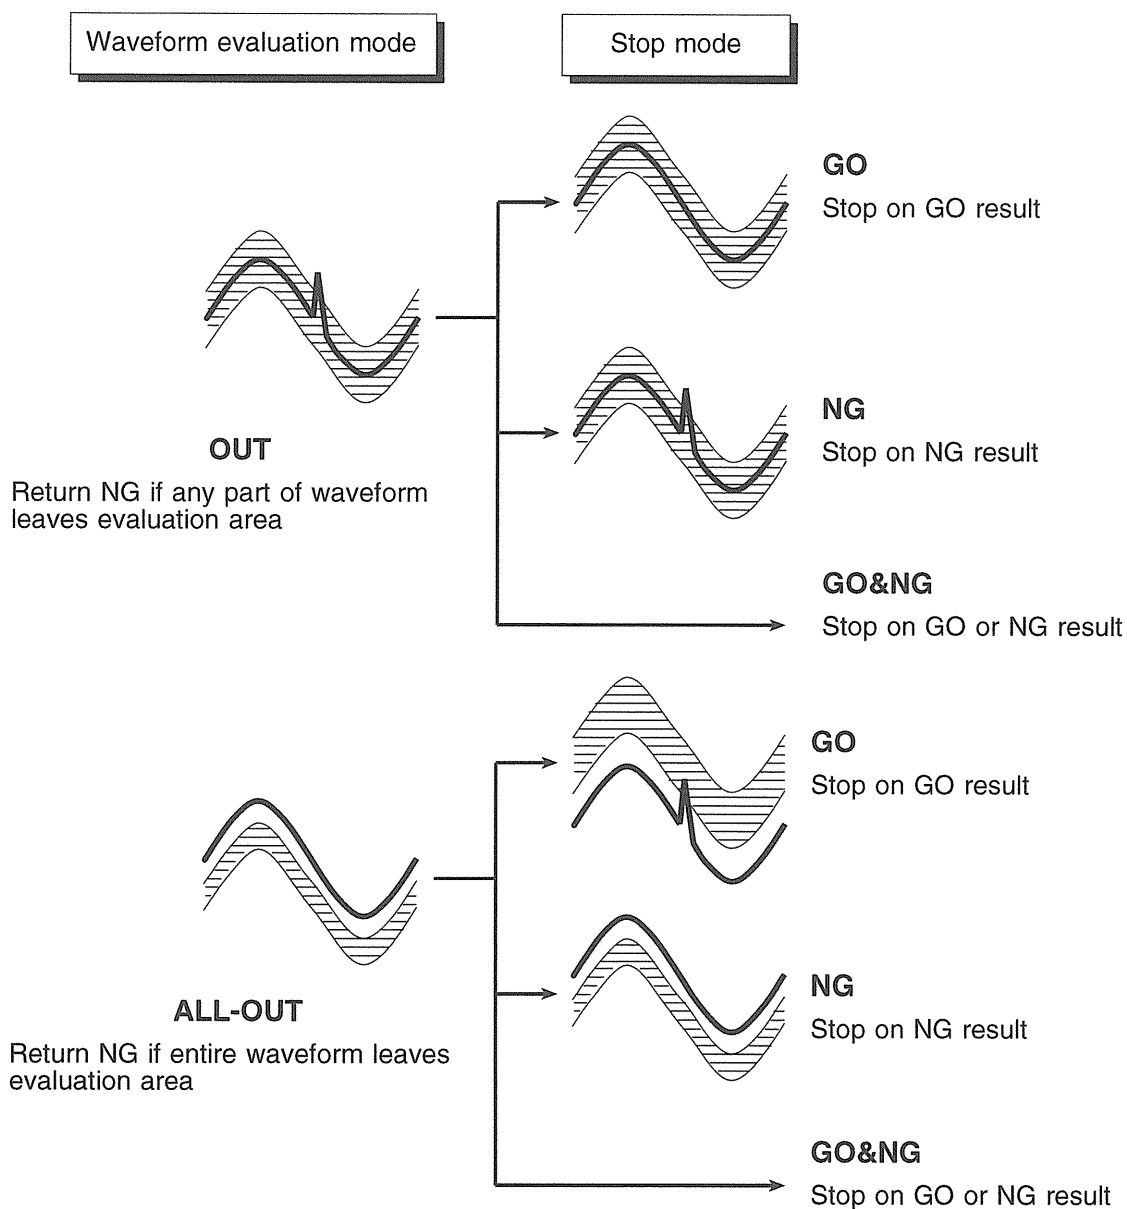 Waveform evaluation mode
Stop mode
GO
Stop on GO result
NG
Stop on NG result
OUT
Return NG if any part of waveform
leaves evaluation area
GO&NG
Stop on GO or NG result
GO
Stop on GO result
ALL-OUT
Return NG if entire waveform leaves
evaluation area
NG
Stop on NG result
GO&NG
Stop on GO or NG result